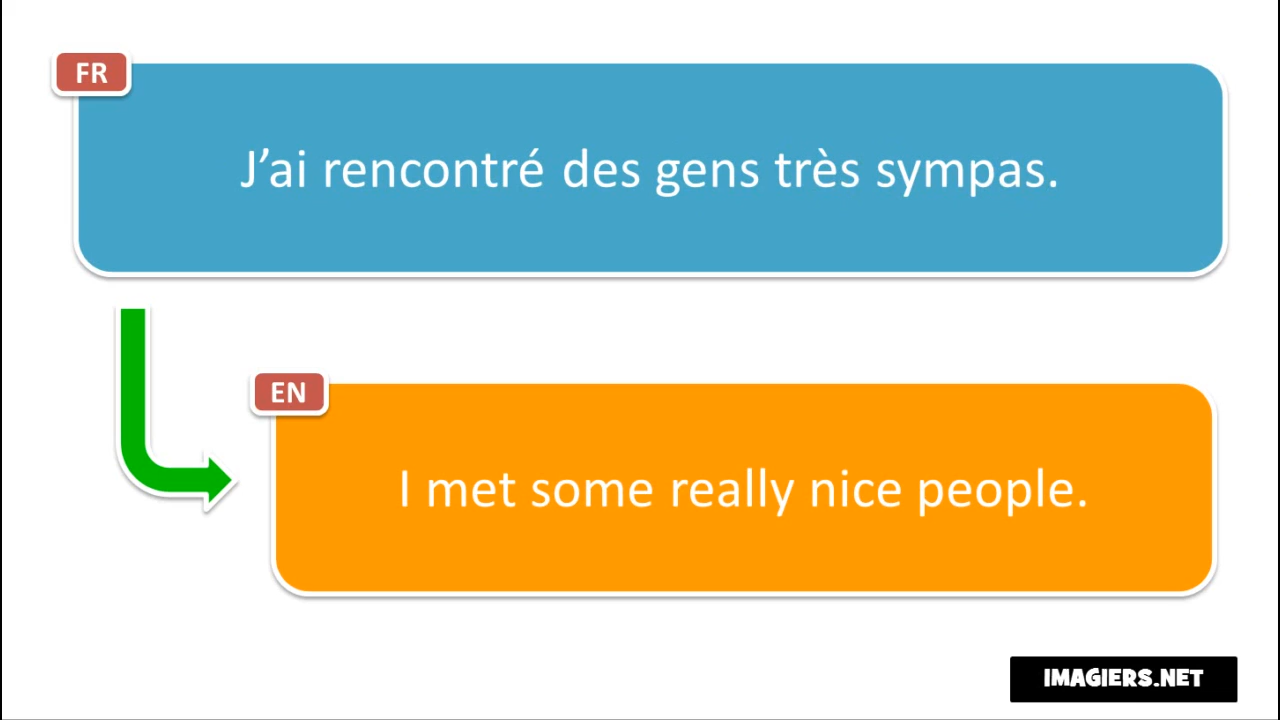 FR
J’ai rencontré des gens très sympas.
EN
I met some really nice people.
IMAGIERS.NET